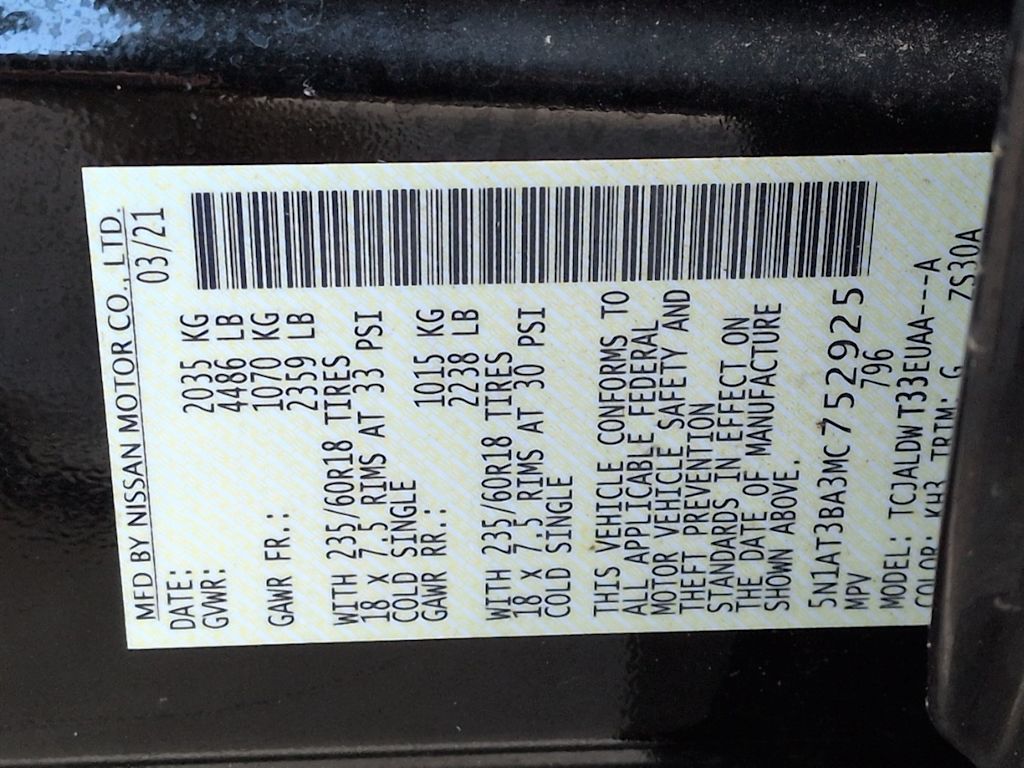 MFD BY NISSAN MOTOR CO., LTD.
DATE: 03/21
GVWR: 2035 KG
4486 LB
GAWR FR.: 1070 KG
2359 LB
WITH 235/60R18 TIRES
18 X 7.5 RIMS AT 33 PSI
COLD SINGLE
GAWR RR.: 1015 KG
2238 LB
WITH 235/60R18 TIRES
18 X 7.5 RIMS AT 30 PSI
COLD SINGLE
THIS VEHICLE CONFORMS TO
ALL APPLICABLE FEDERAL
MOTOR VEHICLE SAFETY AND
THEFT PREVENTION
STANDARDS IN EFFECT ON
THE DATE OF MANUFACTURE
SHOWN ABOVE.
5N1AT3BA3MC752925
MPV 796
MODEL: TCJALDWT33EUAA----A
COLOR: KH3 TRIM: G ZS30A